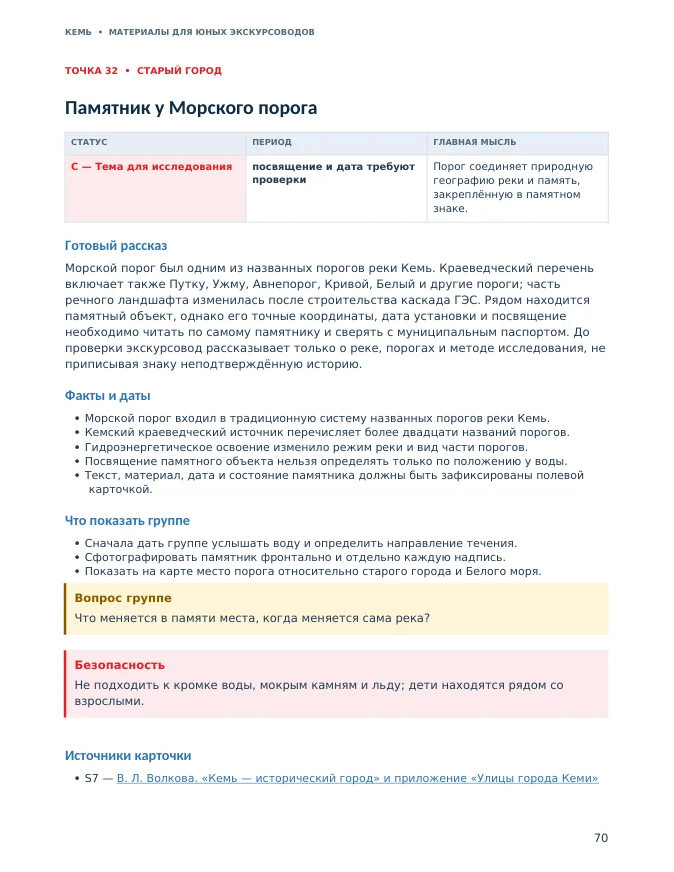 КЕМЬ • МАТЕРИАЛЫ ДЛЯ ЮНЫХ ЭКСКУРСОВОДОВ
ТОЧКА 32 • СТАРЫЙ ГОРОД
Памятник у Морского порога
СТАТУС
ПЕРИОД
ГЛАВНАЯ МЫСЛЬ
С — Тема для исследования
посвящение и дата требуют
проверки
Порог соединяет природную
географию реки и память,
закреплённую в памятном
знаке.
Готовый рассказ
Морской порог был одним из названных порогов реки Кемь. Краеведческий перечень
включает также Путку, Ужму, Авнепорог, Кривой, Белый и другие пороги; часть
речного ландшафта изменилась после строительства каскада ГЭС. Рядом находится
памятный объект, однако его точные координаты, дата установки и посвящение
необходимо читать по самому памятнику и сверять с муниципальным паспортом. До
проверки экскурсовод рассказывает только о реке, порогах и методе исследования, не
приписывая знаку неподтверждённую историю.
Факты и даты
• Морской порог входил в традиционную систему названных порогов реки Кемь.
• Кемский краеведческий источник перечисляет более двадцати названий порогов.
• Гидроэнергетическое освоение изменило режим реки и вид части порогов.
• Посвящение памятного объекта нельзя определять только по положению у воды.
• Текст, материал, дата и состояние памятника должны быть зафиксированы полевой
карточкой.
Что показать группе
• Сначала дать группе услышать воду и определить направление течения.
• Сфотографировать памятник фронтально и отдельно каждую надпись.
• Показать на карте место порога относительно старого города и Белого моря.
Вопрос группе
Что меняется в памяти места, когда меняется сама река?
Безопасность
Не подходить к кромке воды, мокрым камням и льду; дети находятся рядом со
взрослыми.
Источники карточки
• S7 — В. Л. Волкова. «Кемь — исторический город» и приложение «Улицы города Кеми»
70